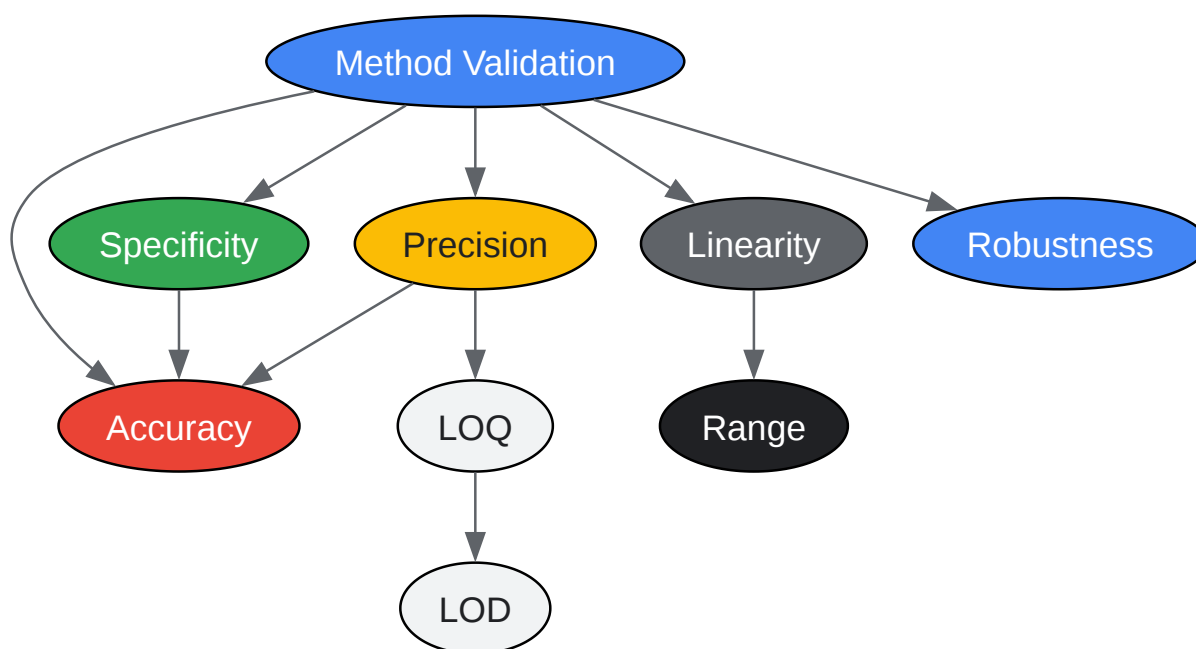 Method Validation
Specificity
Precision
Linearity
Robustness
Accuracy
LOQ
Range
LOD